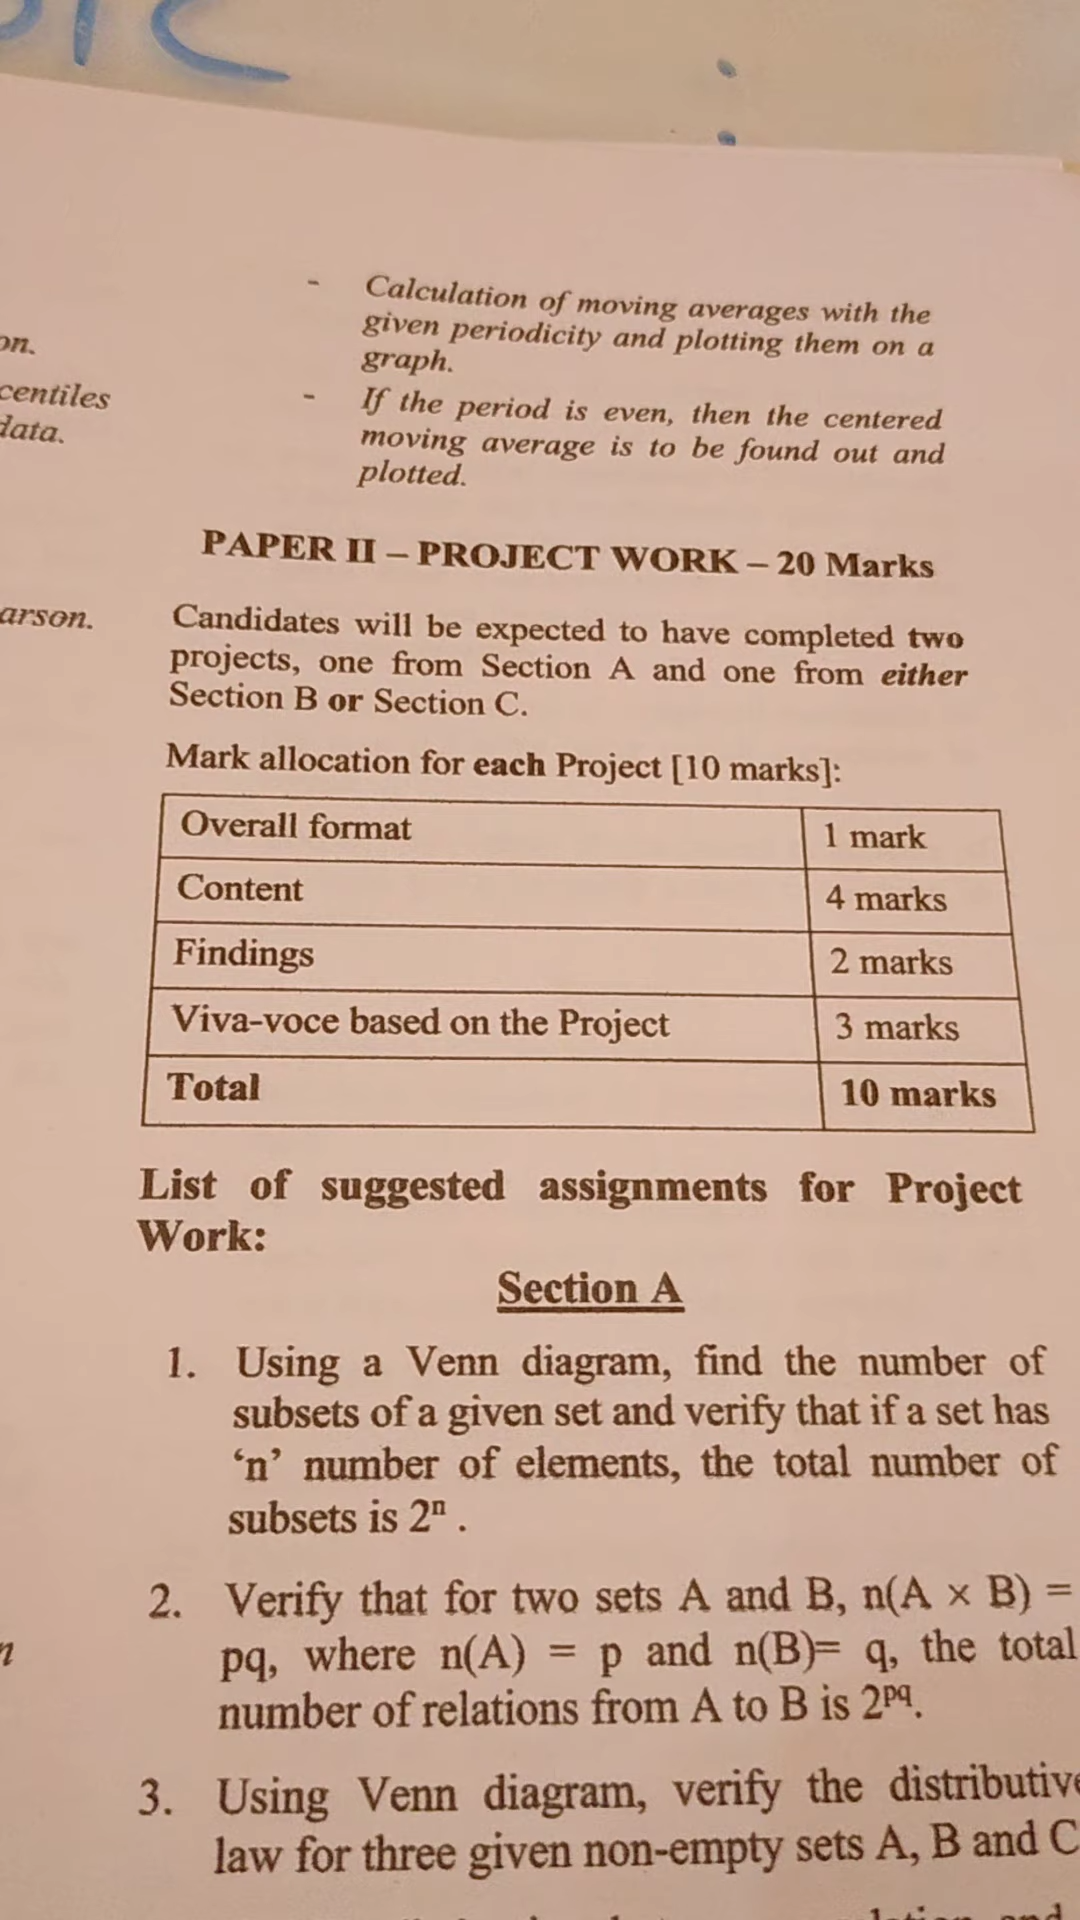 on.
centiles
data.
arson.
- Calculation of moving averages with the
given periodicity and plotting them on a
graph.
- If the period is even, then the centered
moving average is to be found out and
plotted.
PAPER II – PROJECT WORK – 20 Marks
Candidates will be expected to have completed two
projects, one from Section A and one from either
Section B or Section C.
Mark allocation for each Project [10 marks]:
Overall format 1 mark
Content 4 marks
Findings 2 marks
Viva-voce based on the Project 3 marks
Total 10 marks
List of suggested assignments for Project
Work:
Section A
1. Using a Venn diagram, find the number of
subsets of a given set and verify that if a set has
‘n’ number of elements, the total number of
subsets is 2ⁿ .
2. Verify that for two sets A and B, n(A × B) =
pq, where n(A) = p and n(B)= q, the total
number of relations from A to B is 2^pq.
3. Using Venn diagram, verify the distributive
law for three given non-empty sets A, B and C